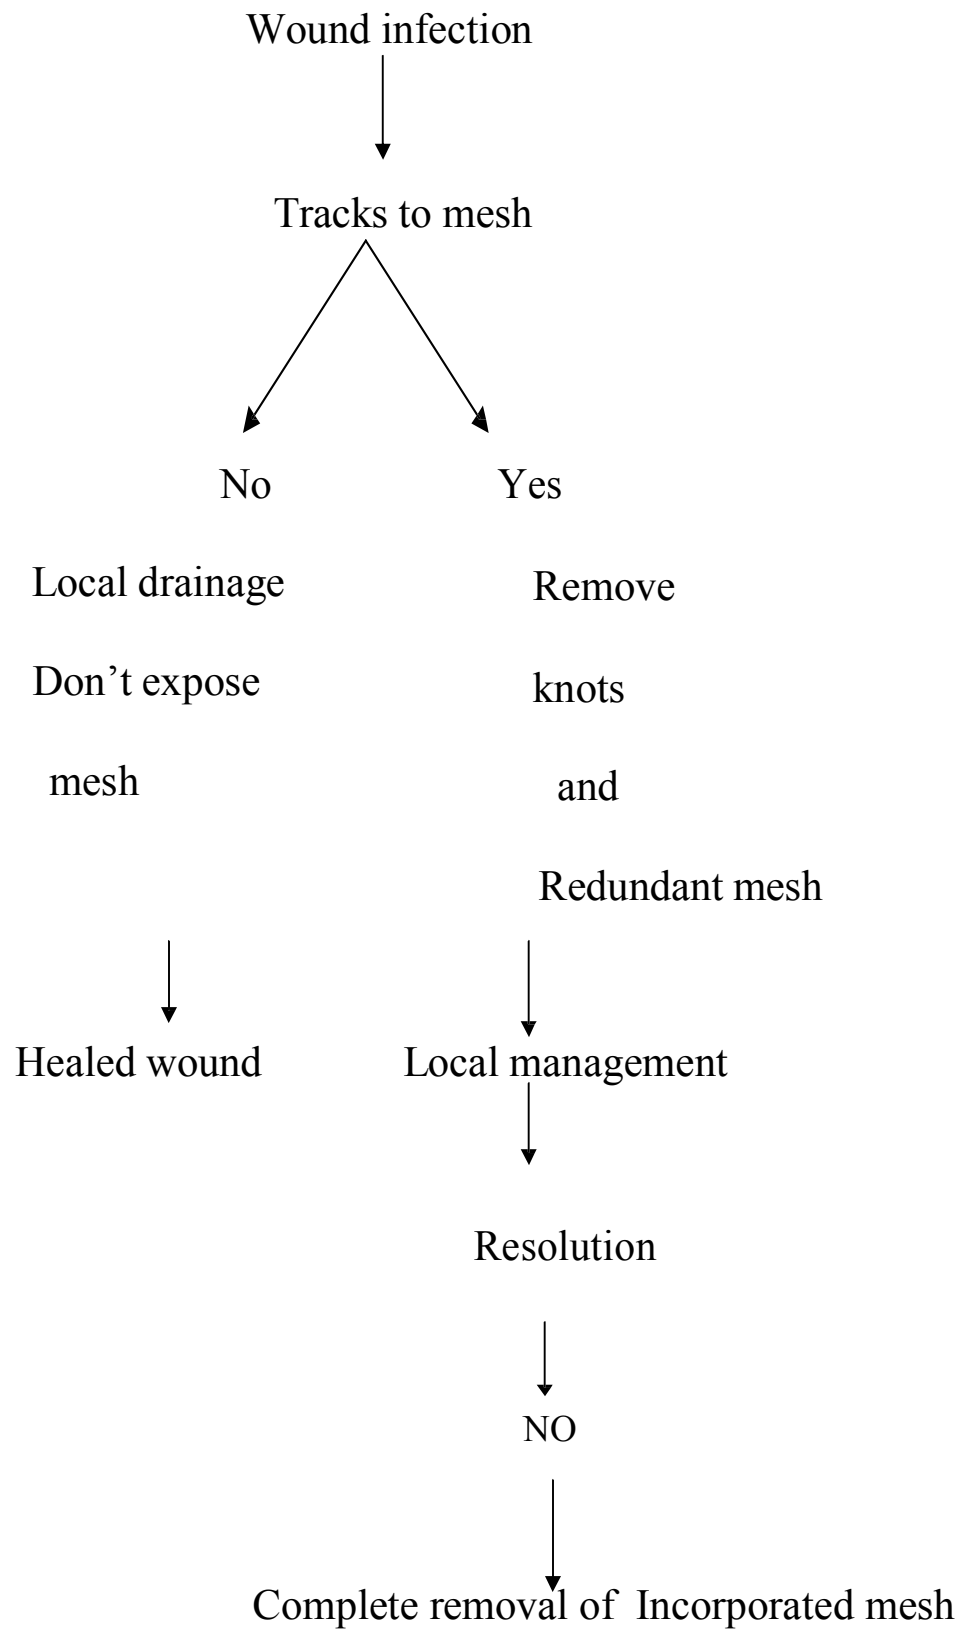 Wound infection
Tracks to mesh
No
Yes
Local drainage
Don’t expose
mesh
Remove
knots
and
Redundant mesh
Healed wound
Local management
Resolution
NO
Complete removal of Incorporated mesh